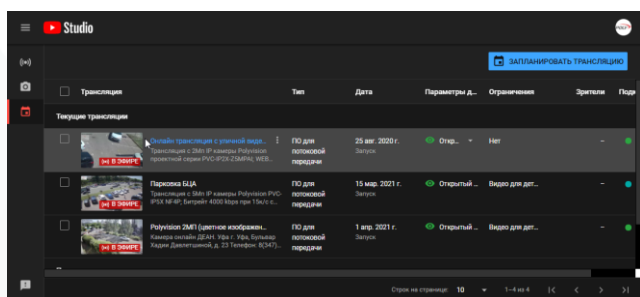 Studio
ЗАПЛАНИРОВАТЬ ТРАНСЛЯЦИЮ
Трансляция Тип Дата Параметры д... Ограничения Зрители Подк
Текущие трансляции
Онлайн трансляция с уличной виде... ПО для 25 авг. 2020 г. Откр... Нет –
Трансляция с 2Мп IP камеры Polyvision потоковой Запуск
проектной серии PVC-IP2X-Z5MPAL WEB... передачи
В ЭФИРЕ
Парковка БЦА ПО для 15 мар. 2021 г. Открытый ... Видео для дет... –
Трансляция с 5Мп IP камеры Polyvision PVC- потоковой Запуск
IP5X NF4P; Битрейт 4000 kbps при 15к/с с... передачи
В ЭФИРЕ
Polyvision 2МП (цветное изображен... ПО для 1 апр. 2021 г. Открытый ... Видео для дет... –
Камера онлайн ДЕАН. Уфа г. Уфа, Бульвар потоковой Запуск
Хадии Давлетшиной, д. 23 Телефон: 8(347)... передачи
В ЭФИРЕ
Строк на странице: 10 1–4 из 4